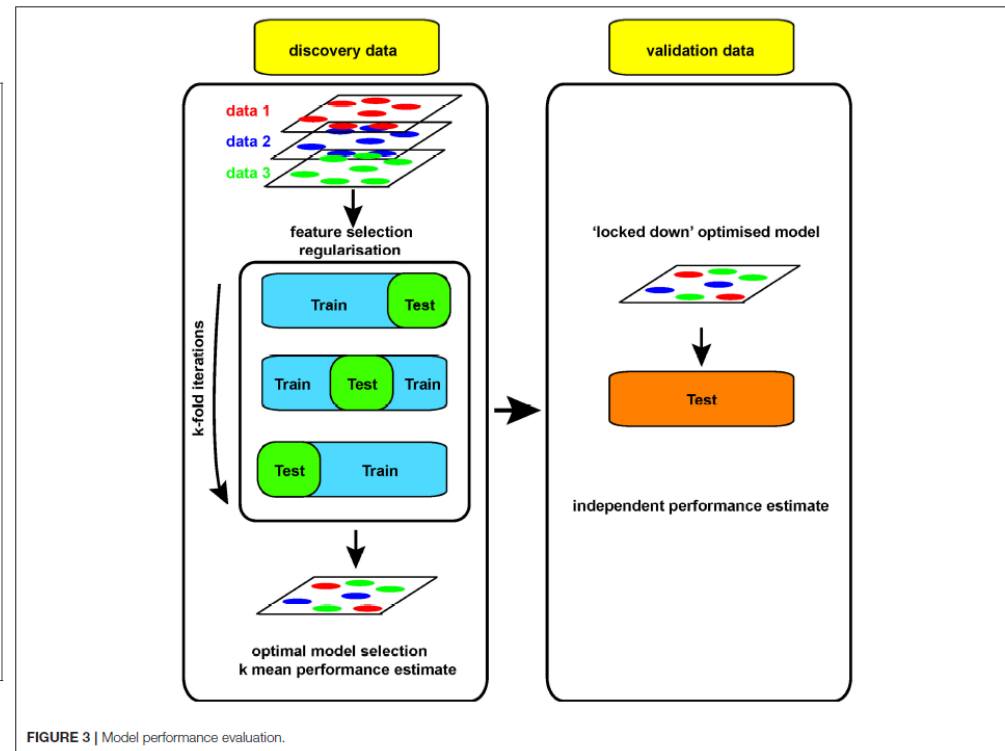 discovery data
data 1
data 2
data 3
feature selection
regularisation
k-fold iterations
Train
Test
Train
Test
Train
Test
Train
optimal model selection
k mean performance estimate
validation data
'locked down' optimised model
Test
independent performance estimate
FIGURE 3 | Model performance evaluation.